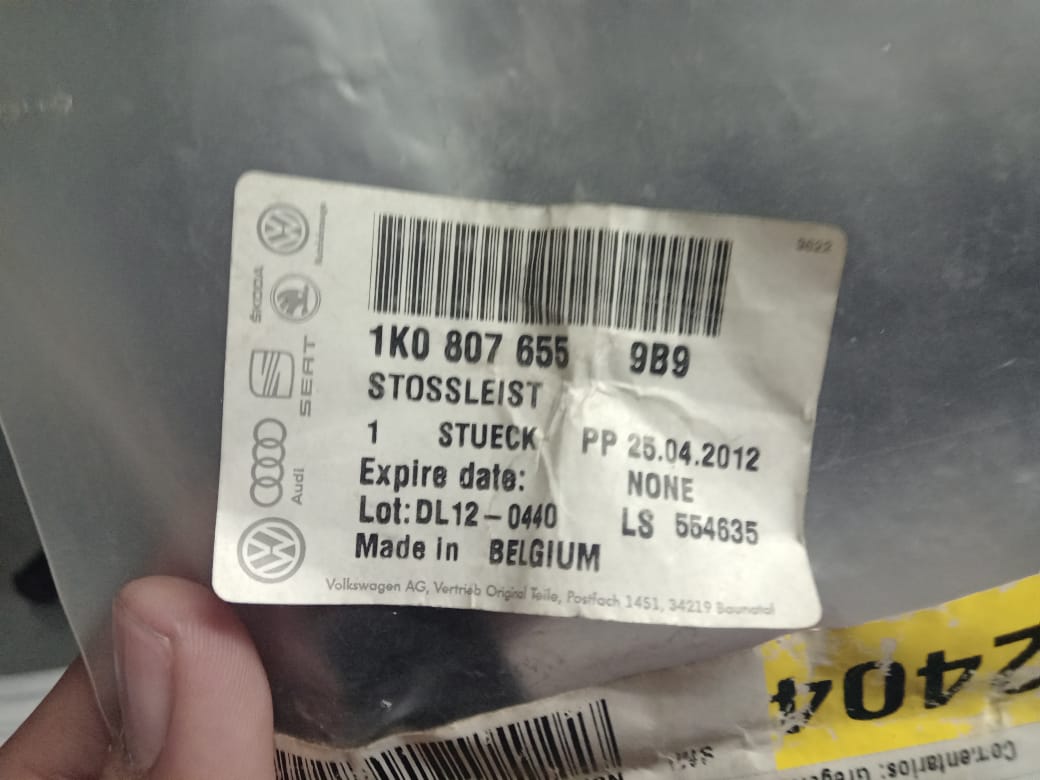 3622
ŠKODA
SEAT
Audi
1K0 807 655 9B9
STOSSLEIST
1 STUECK PP 25.04.2012
Expire date: NONE
Lot: DL12-0440 LS 554635
Made in BELGIUM
Volkswagen AG, Vertrieb Original Teile, Postfach 1451, 34219 Baunatal
2404